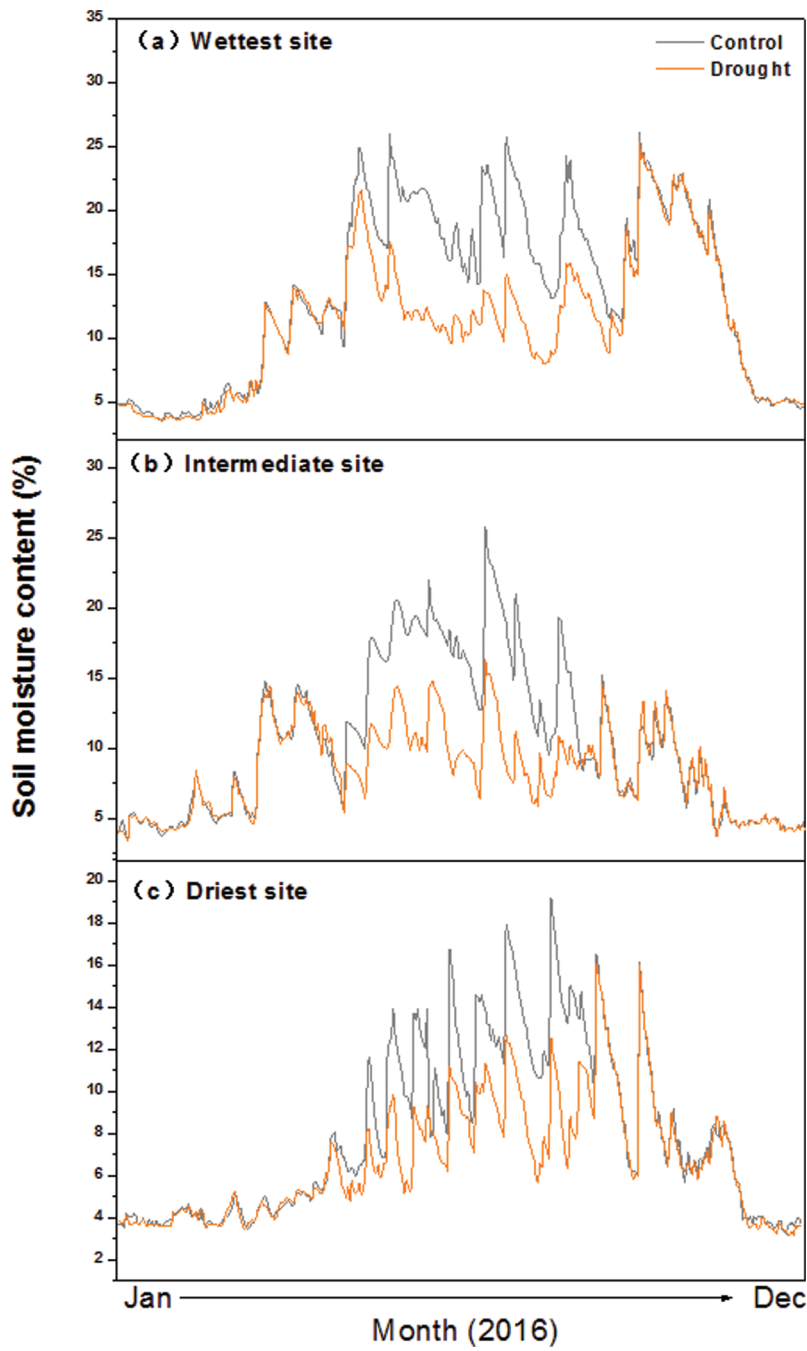 35
(a) Wettest site
Control
Drought
30
25
20
15
10
5
(b) Intermediate site
30
25
20
15
10
5
(c) Driest site
20
18
16
14
12
10
8
6
4
2
Soil moisture content (%)
Jan
Dec
Month (2016)